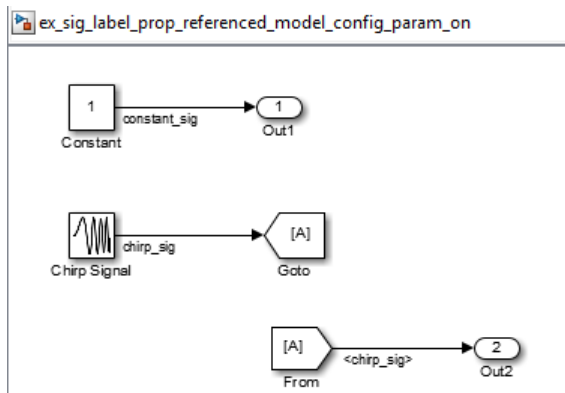 ex_sig_label_prop_referenced_model_config_param_on
1
constant_sig
1
Constant
Out1
chirp_sig
[A]
Chirp Signal
Goto
[A]
<chirp_sig>
2
From
Out2